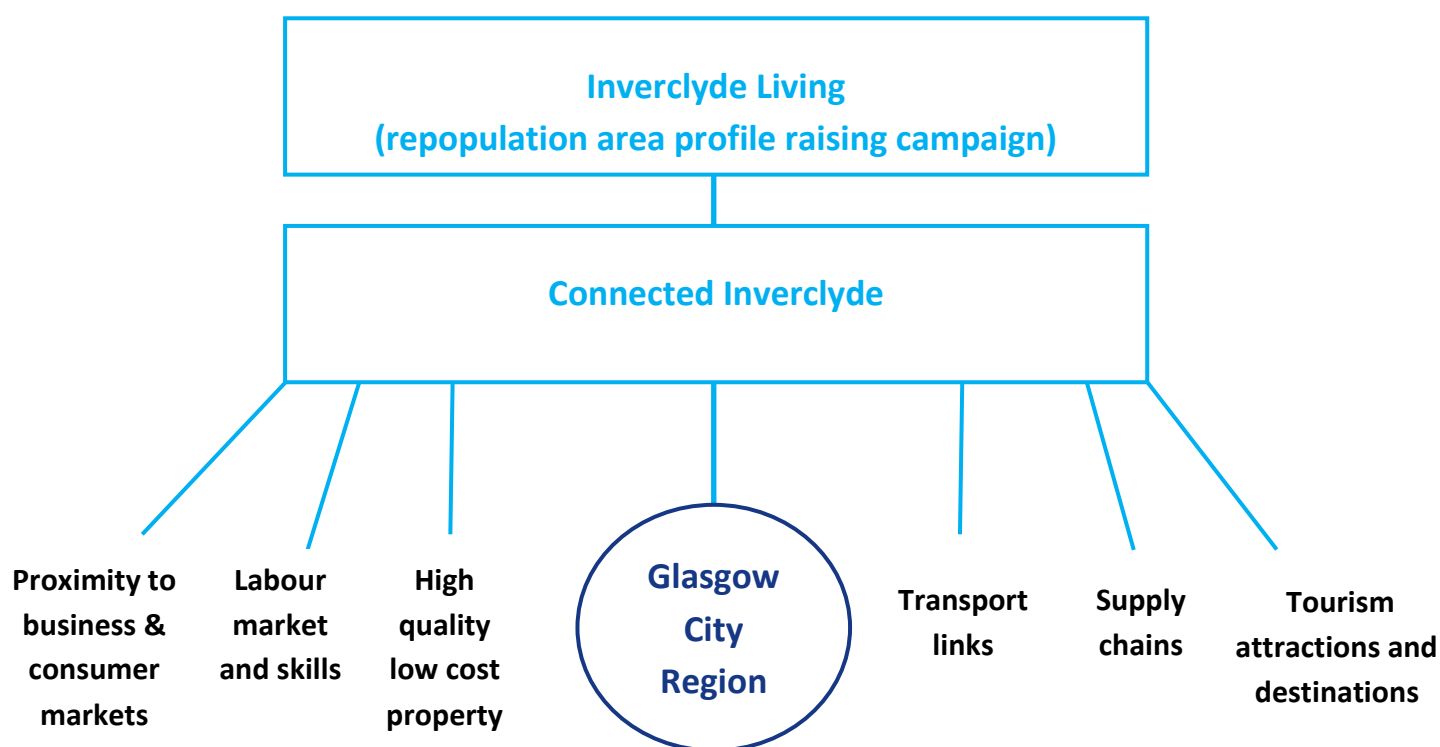 Inverclyde Living
(repopulation area profile raising campaign)
Connected Inverclyde
Proximity to
business &
consumer
markets
Labour
market
and skills
High
quality
low cost
property
Glasgow
City
Region
Transport
links
Supply
chains
Tourism
attractions and
destinations